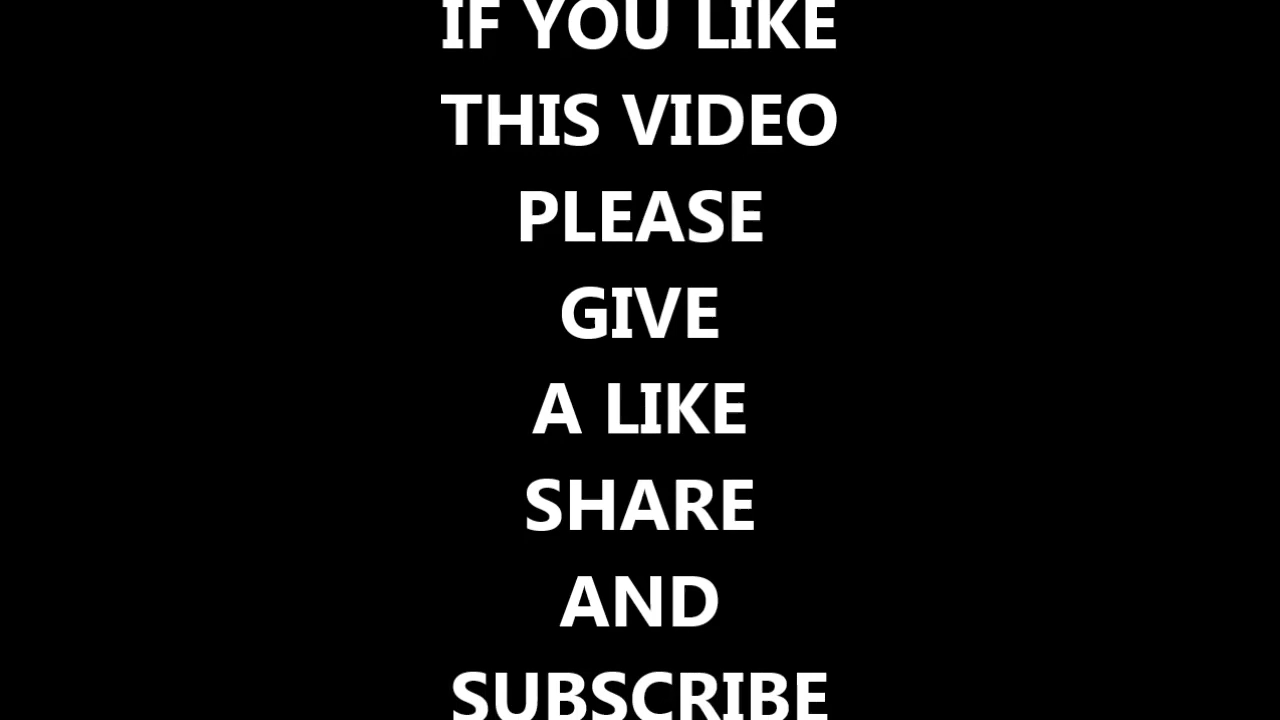 IF YOU LIKE
THIS VIDEO
PLEASE
GIVE
A LIKE
SHARE
AND
SUBSCRIBE